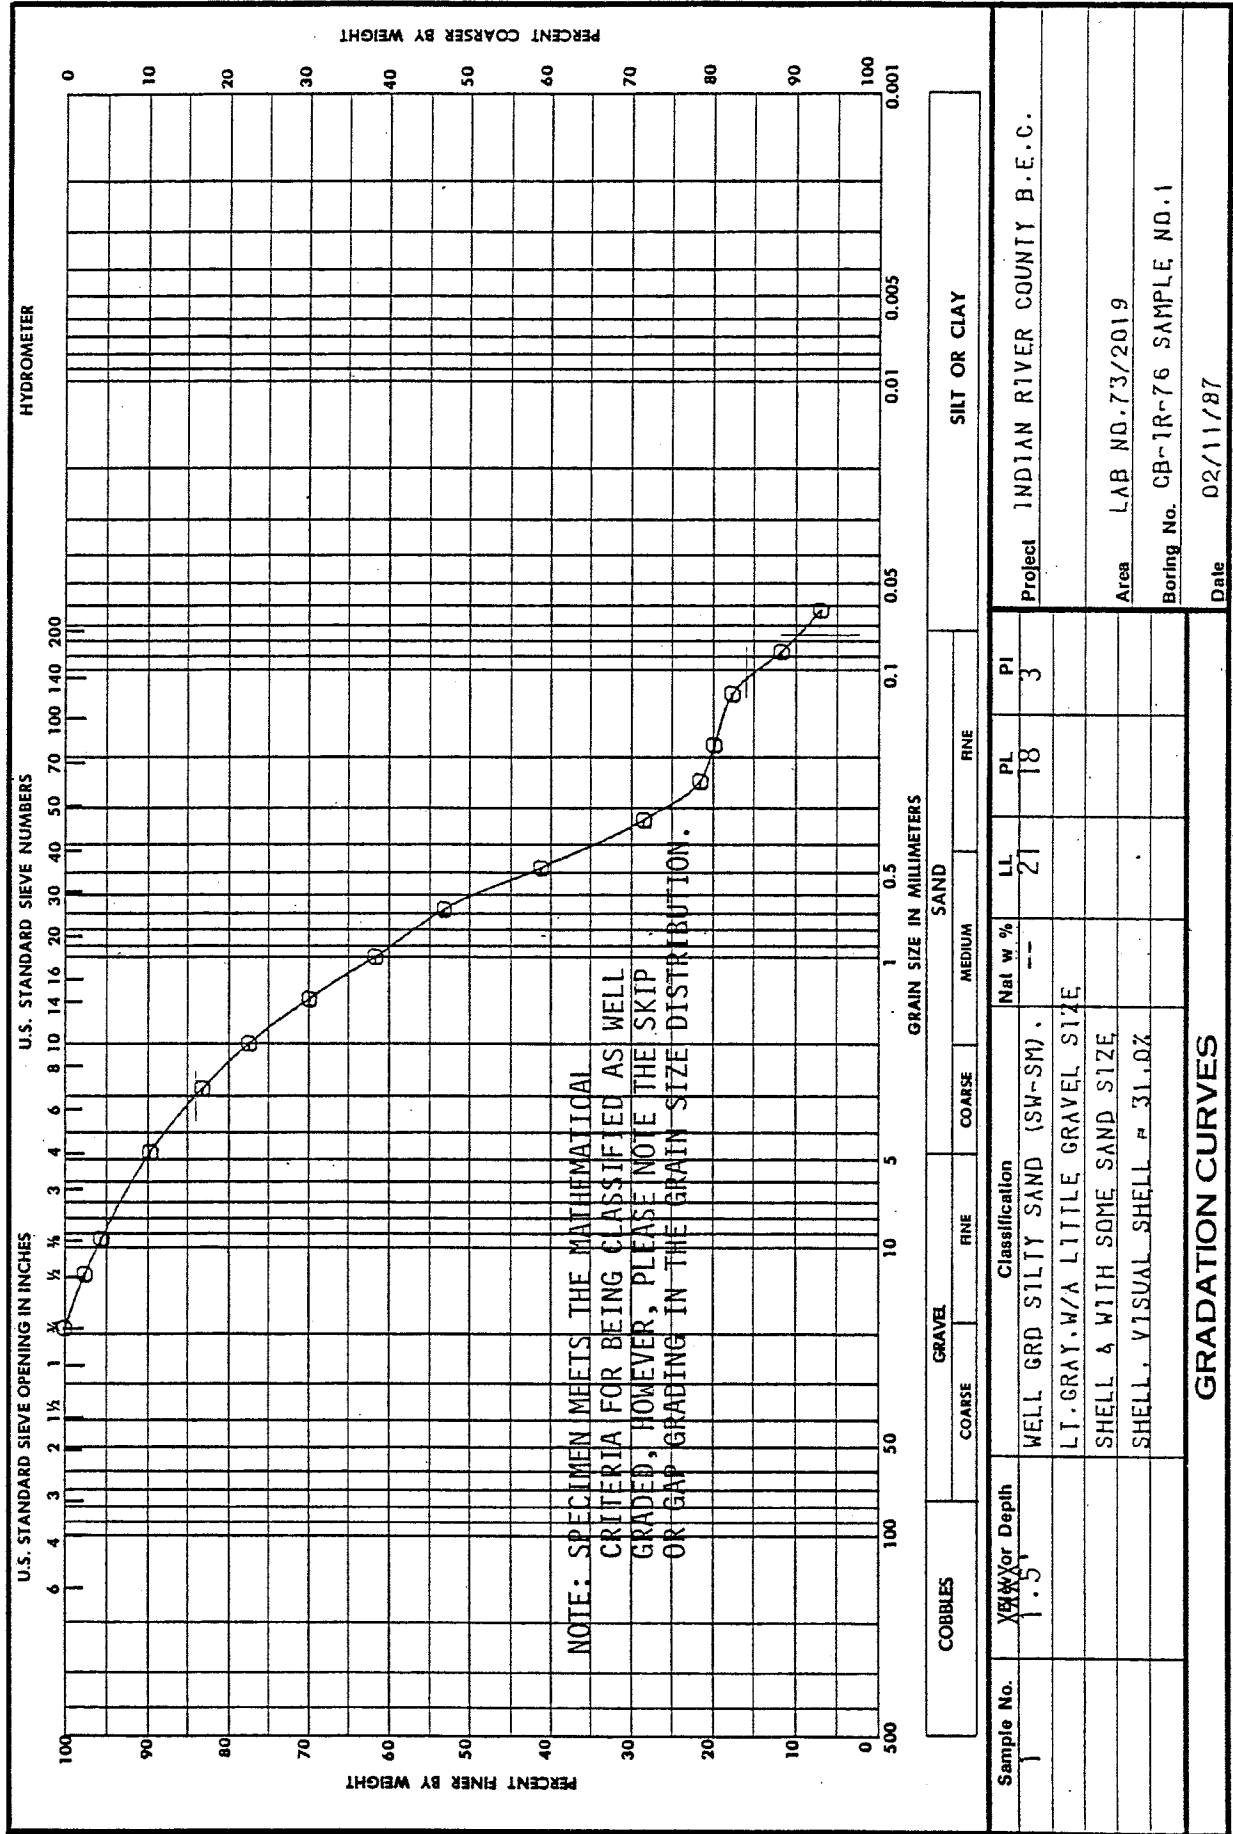 U.S. STANDARD SIEVE OPENING IN INCHES
U.S. STANDARD SIEVE NUMBERS
HYDROMETER
6 4 3 2 1½ 1 ¾ ½ ⅜ 3 4 6 8 10 14 16 20 30 40 50 70 100 140 200
PERCENT FINER BY WEIGHT
100
90
80
70
60
50
40
30
20
10
0
PERCENT COARSER BY WEIGHT
0
10
20
30
40
50
60
70
80
90
100
NOTE: SPECIMEN MEETS THE MATHEMATICAL
CRITERIA FOR BEING CLASSIFIED AS WELL
GRADED, HOWEVER, PLEASE NOTE THE SKIP
OR GAP GRADING IN THE GRAIN SIZE DISTRIBUTION.
500 100 50 10 5 1 0.5 0.1 0.05 0.01 0.005 0.001
GRAIN SIZE IN MILLIMETERS
COBBLES GRAVEL SAND SILT OR CLAY
COARSE FINE COARSE MEDIUM FINE
Sample No. or Depth Classification Nat w % LL PL PI
1 1.5' WELL GRD SILTY SAND (SW-SM). -- 21 18 3
LT.GRAY.W/A LITTLE GRAVEL SIZE
SHELL & WITH SOME SAND SIZE
SHELL. VISUAL SHELL = 31.0%
Project INDIAN RIVER COUNTY B.E.C.
Area LAB NO.73/2019
Boring No. CB-IR-76 SAMPLE NO.1
Date 02/11/87
GRADATION CURVES